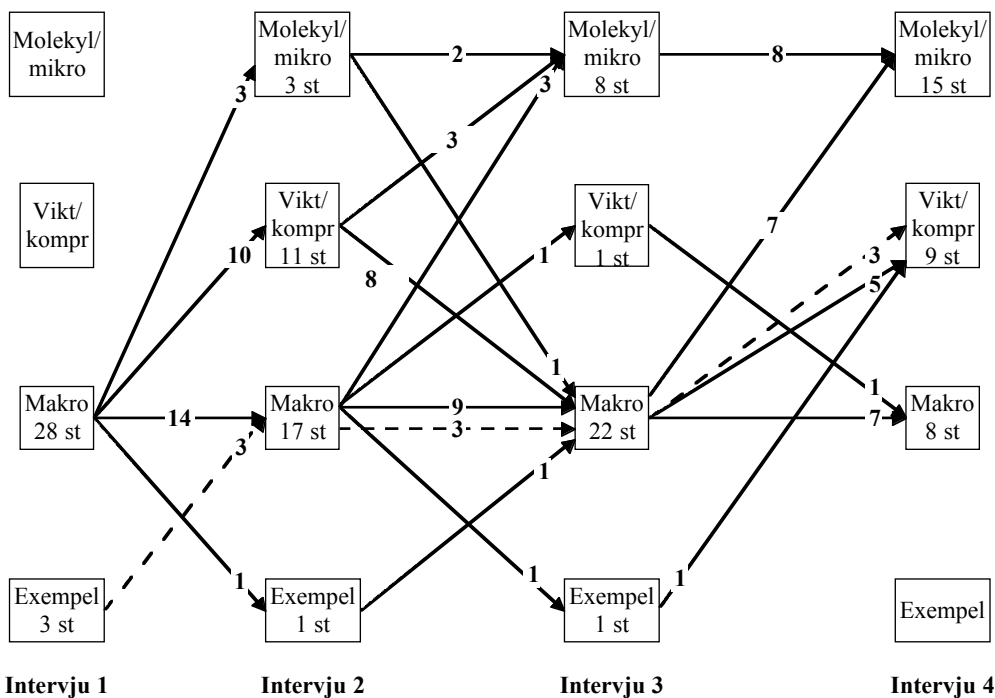 Molekyl/
mikro
Molekyl/
mikro
3 st
Molekyl/
mikro
8 st
Molekyl/
mikro
15 st
2
8
3
3
3
Vikt/
kompr
Vikt/
kompr
11 st
Vikt/
kompr
1 st
Vikt/
kompr
9 st
10
8
1
7
3
5
Makro
28 st
Makro
17 st
Makro
22 st
Makro
8 st
14
3
9
3
1
1
7
1
Exempel
3 st
Exempel
1 st
Exempel
1 st
Exempel
1
1
1
Intervju 1
Intervju 2
Intervju 3
Intervju 4